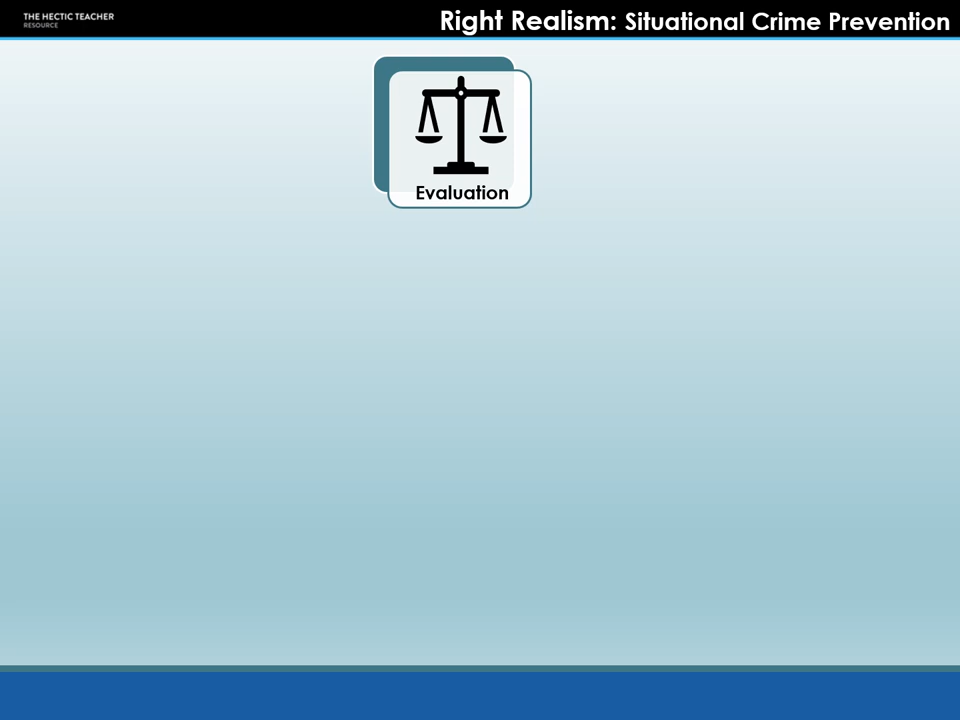 THE HECTIC TEACHER
RESOURCE
Right Realism: Situational Crime Prevention
Evaluation